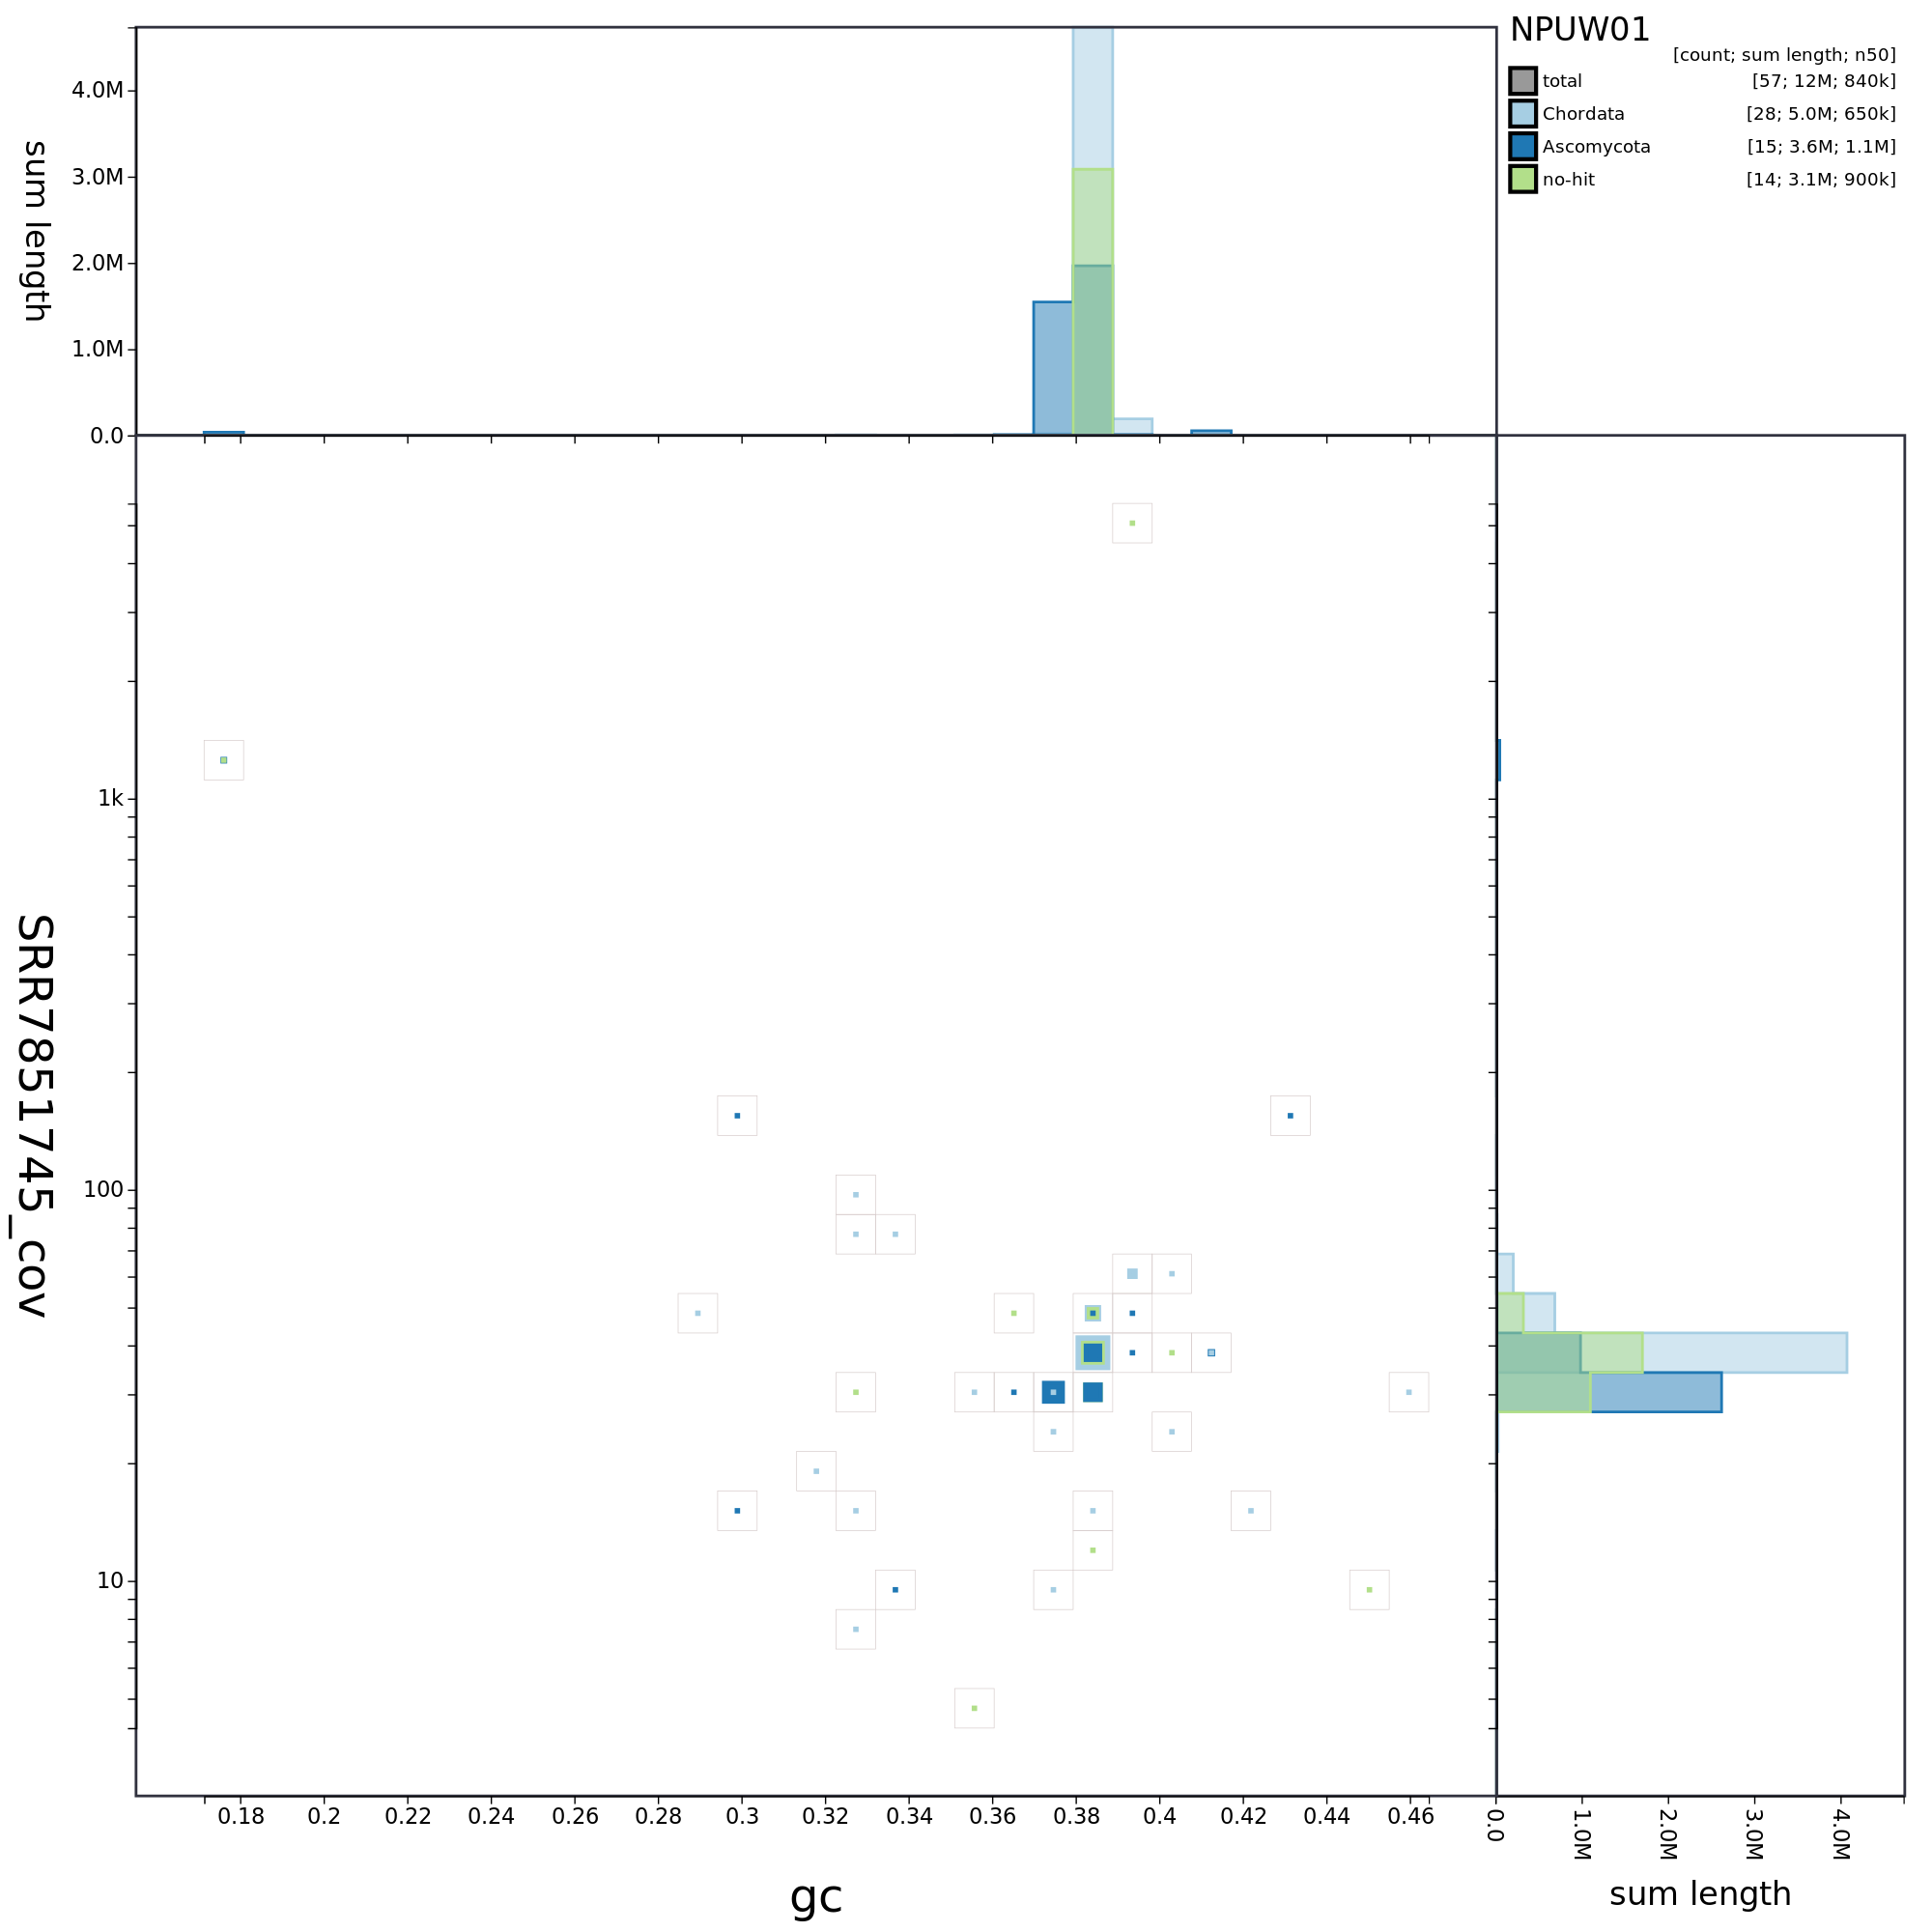 NPUW01
[count; sum length; n50]
total [57; 12M; 840k]
Chordata [28; 5.0M; 650k]
Ascomycota [15; 3.6M; 1.1M]
no-hit [14; 3.1M; 900k]
sum length
4.0M
3.0M
2.0M
1.0M
0.0
SRR7851745_cov
1k
100
10
0.18 0.2 0.22 0.24 0.26 0.28 0.3 0.32 0.34 0.36 0.38 0.4 0.42 0.44 0.46
gc
0.0 1.0M 2.0M 3.0M 4.0M
sum length